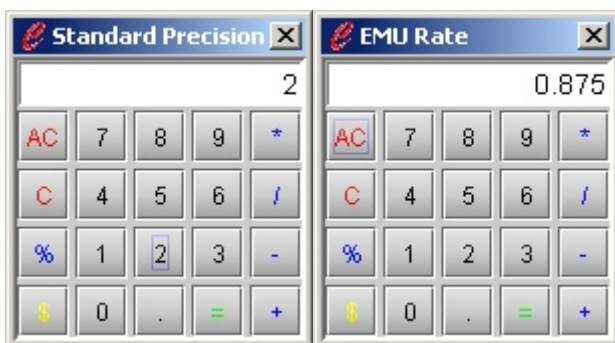 Standard Precision
2
AC 7 8 9 *
C 4 5 6 /
% 1 2 3 -
$ 0 . = +
EMU Rate
0.875
AC 7 8 9 *
C 4 5 6 /
% 1 2 3 -
$ 0 . = +